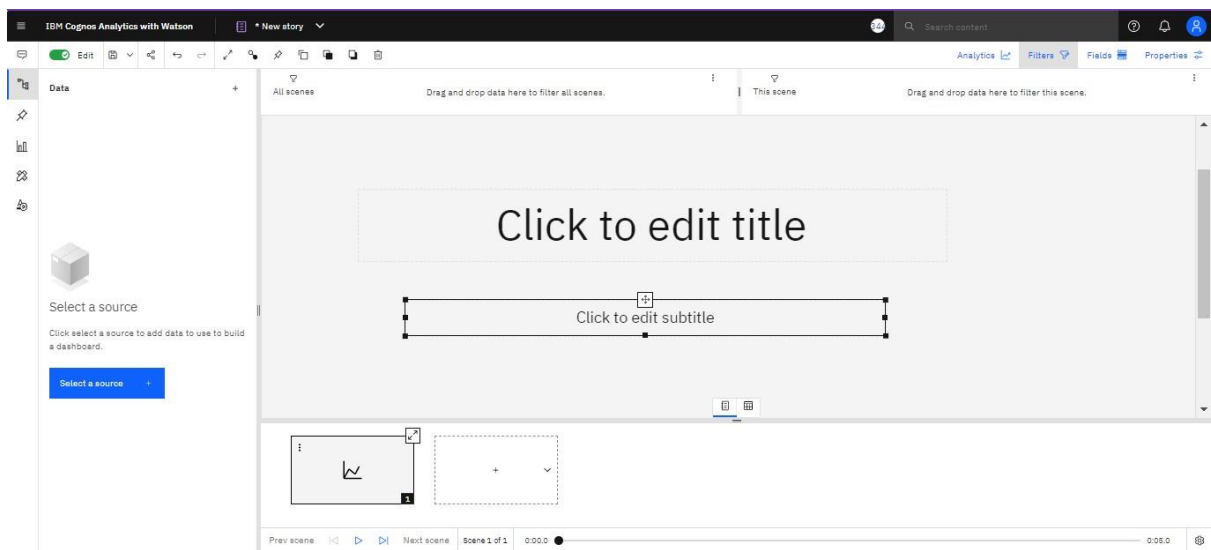 IBM Cognos Analytics with Watson
* New story
Search content
Edit
Analytics
Filters
Fields
Properties
Data
All scenes
Drag and drop data here to filter all scenes.
This scene
Drag and drop data here to filter this scene.
Click to edit title
Click to edit subtitle
Select a source
Click select a source to add data to use to build
a dashboard.
Select a source
1
Prev scene
Next scene
Scene 1 of 1
0:00.0
0:05.0